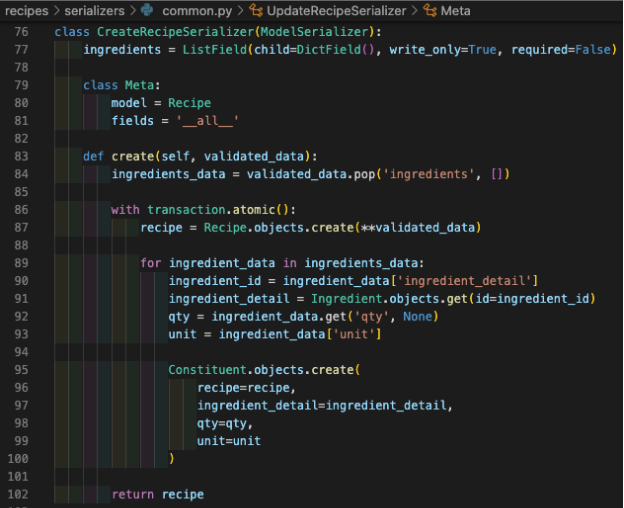 recipes > serializers > common.py > UpdateRecipeSerializer > Meta
76 class CreateRecipeSerializer(ModelSerializer):
77     ingredients = ListField(child=DictField(), write_only=True, required=False)
78
79     class Meta:
80         model = Recipe
81         fields = '__all__'
82
83     def create(self, validated_data):
84         ingredients_data = validated_data.pop('ingredients', [])
85
86         with transaction.atomic():
87             recipe = Recipe.objects.create(**validated_data)
88
89             for ingredient_data in ingredients_data:
90                 ingredient_id = ingredient_data['ingredient_detail']
91                 ingredient_detail = Ingredient.objects.get(id=ingredient_id)
92                 qty = ingredient_data.get('qty', None)
93                 unit = ingredient_data['unit']
94
95                 Constituent.objects.create(
96                     recipe=recipe,
97                     ingredient_detail=ingredient_detail,
98                     qty=qty,
99                     unit=unit
100                 )
101
102         return recipe